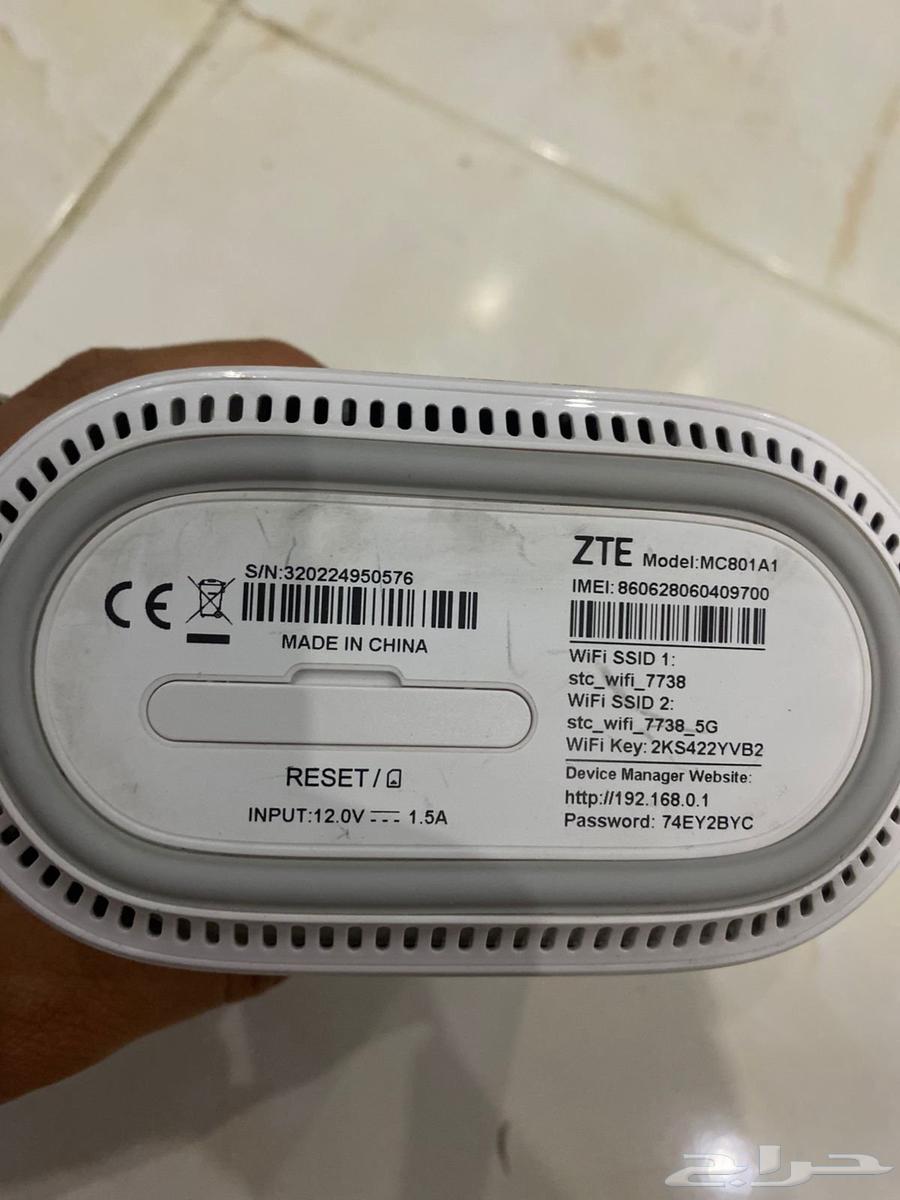 S/N:320224950576
MADE IN CHINA
RESET/
INPUT:12.0V 1.5A
ZTE Model:MC801A1
IMEI: 860628060409700
WiFi SSID 1:
stc_wifi_7738
WiFi SSID 2:
stc_wifi_7738_5G
WiFi Key: 2KS422YVB2
Device Manager Website:
http://192.168.0.1
Password: 74EY2BYC
CE
حراج